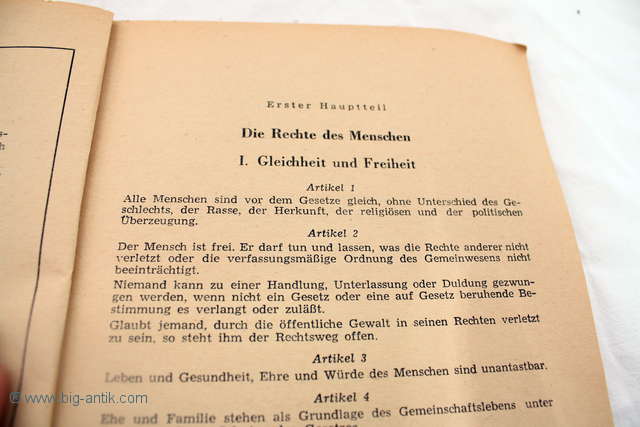 Erster Hauptteil
Die Rechte des Menschen
I. Gleichheit und Freiheit
Artikel 1
Alle Menschen sind vor dem Gesetze gleich, ohne Unterschied des Ge-
schlechts, der Rasse, der Herkunft, der religiösen und der politischen
Überzeugung.
Artikel 2
Der Mensch ist frei. Er darf tun und lassen, was die Rechte anderer nicht
verletzt oder die verfassungsmäßige Ordnung des Gemeinwesens nicht
beeinträchtigt.
Niemand kann zu einer Handlung, Unterlassung oder Duldung gezwun-
gen werden, wenn nicht ein Gesetz oder eine auf Gesetz beruhende Be-
stimmung es verlangt oder zuläßt.
Glaubt jemand, durch die öffentliche Gewalt in seinen Rechten verletzt
zu sein, so steht ihm der Rechtsweg offen.
Artikel 3
Leben und Gesundheit, Ehre und Würde des Menschen sind unantastbar.
Artikel 4
Ehe und Familie stehen als Grundlage des Gemeinschaftslebens unter
© www.big-antik.com